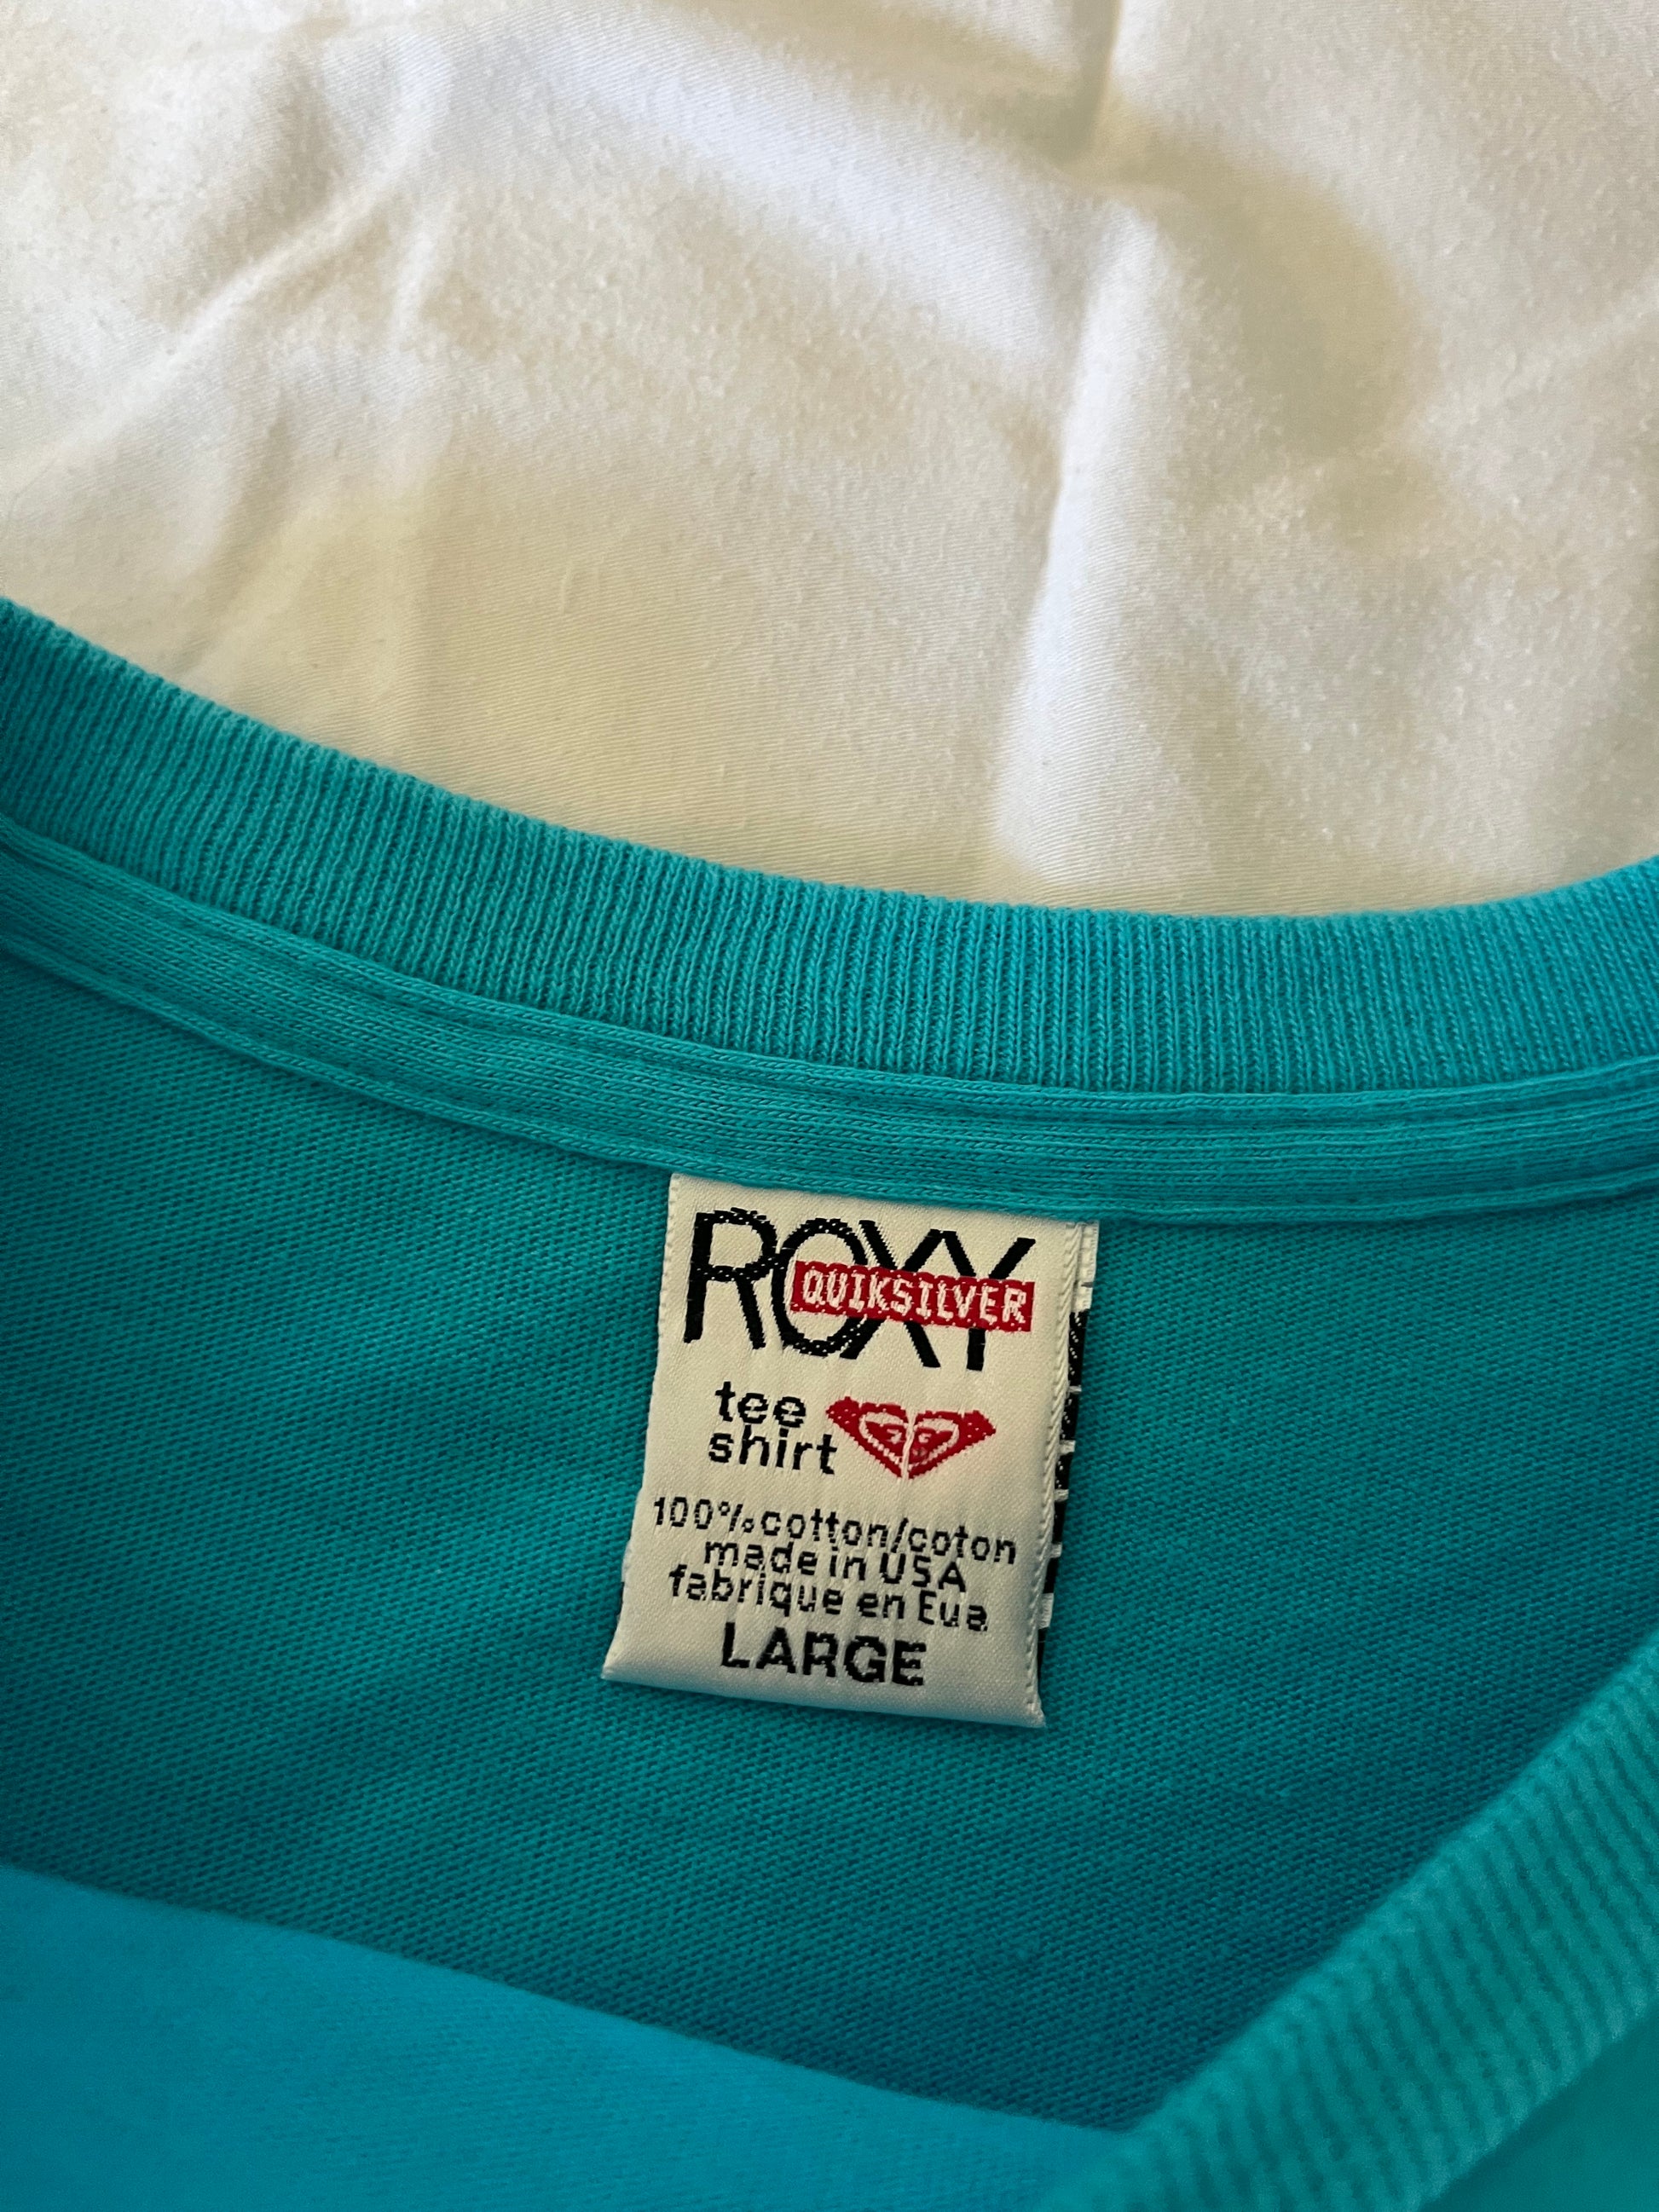 ROXY
QUIKSILVER
tee
shirt
100% cotton/coton
made in USA
fabrique en Eua
LARGE